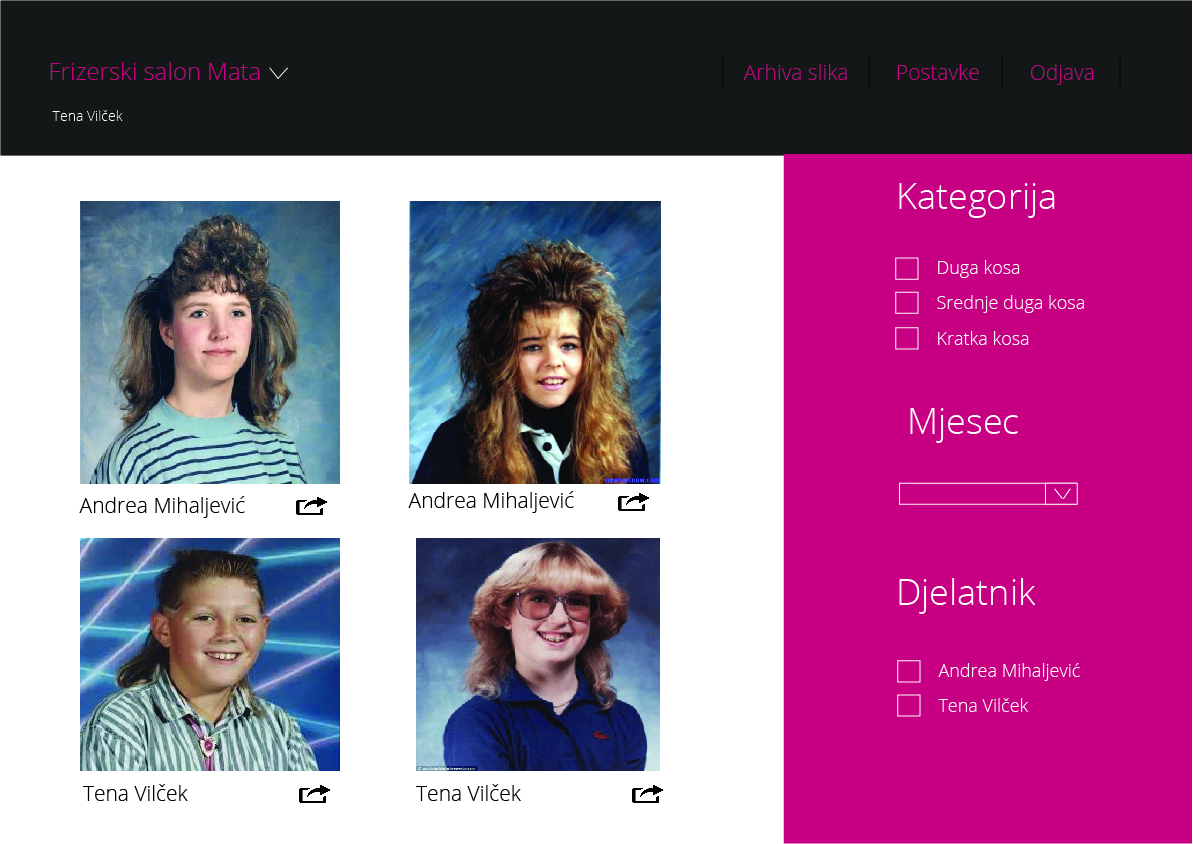 Frizerski salon Mata
Arhiva slika
Postavke
Odjava
Tena Vilček
Andrea Mihaljević
Andrea Mihaljević
Tena Vilček
Tena Vilček
Kategorija
Duga kosa
Srednje duga kosa
Kratka kosa
Mjesec
Djelatnik
Andrea Mihaljević
Tena Vilček